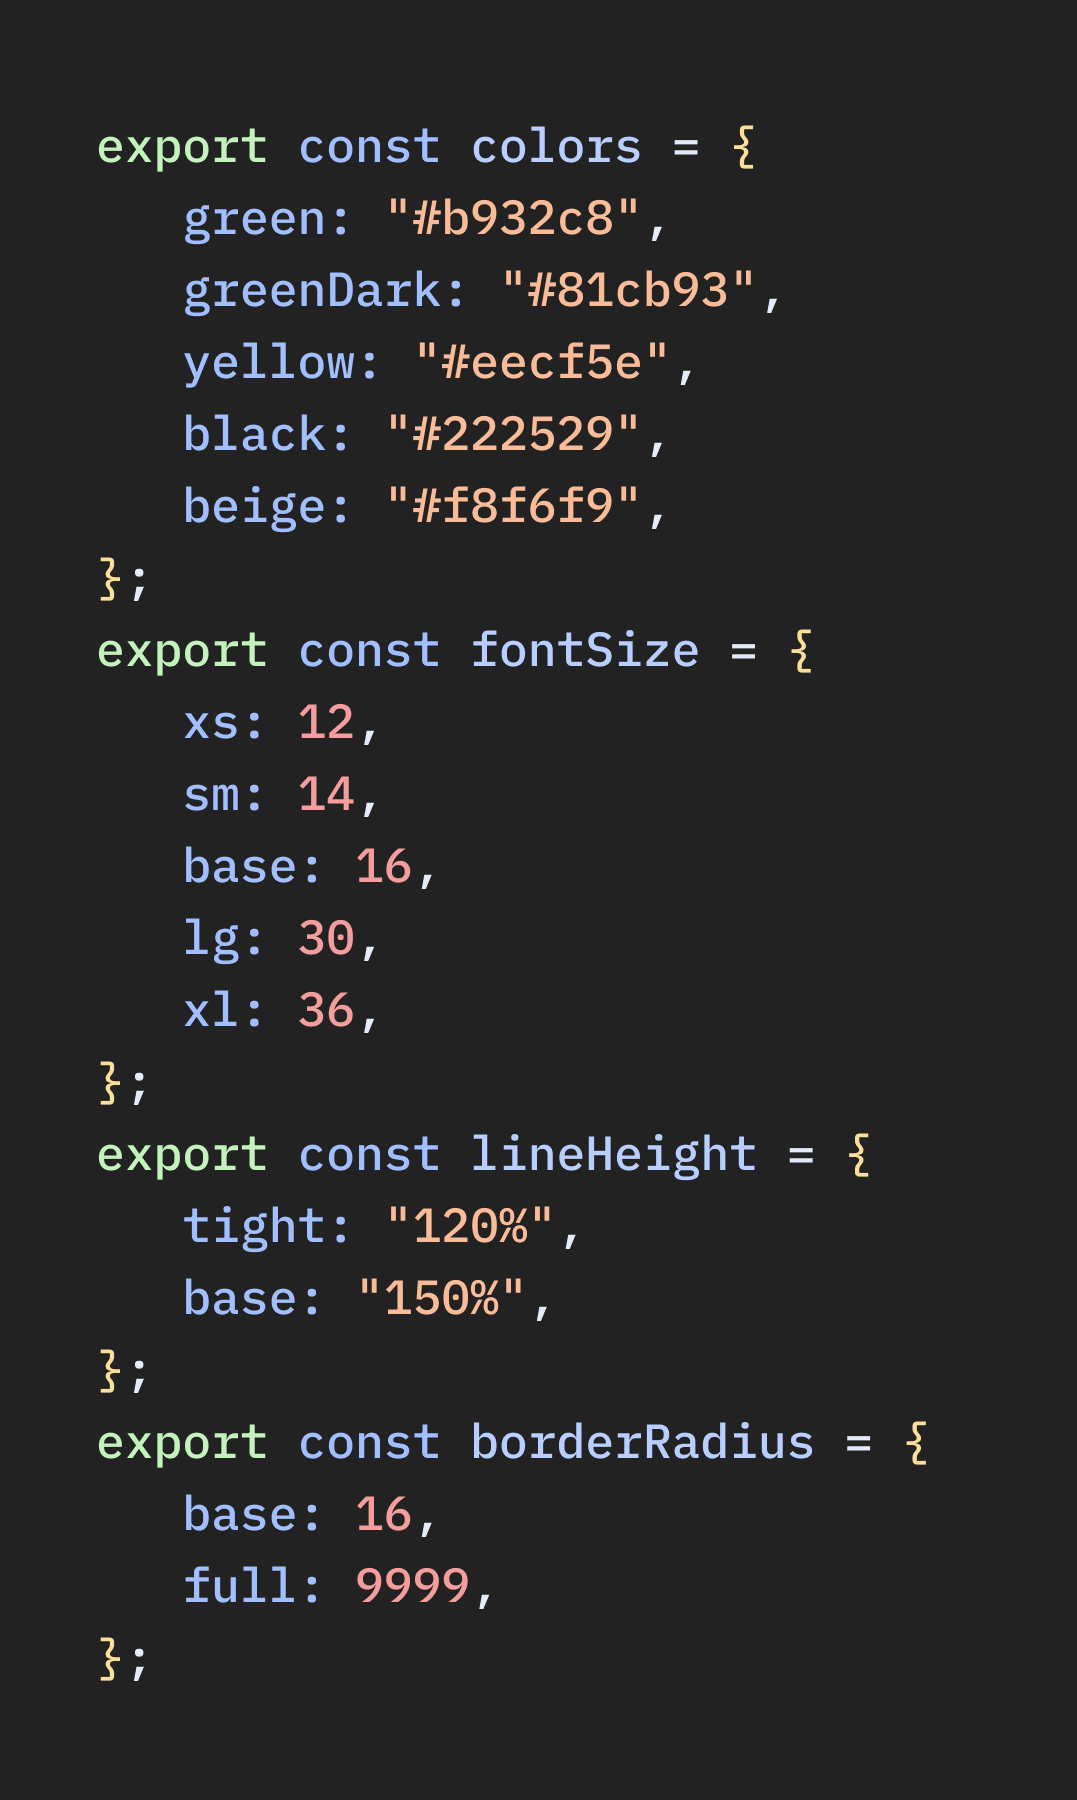 export const colors = {
   green: "#b932c8",
   greenDark: "#81cb93",
   yellow: "#eecf5e",
   black: "#222529",
   beige: "#f8f6f9",
};
export const fontSize = {
   xs: 12,
   sm: 14,
   base: 16,
   lg: 30,
   xl: 36,
};
export const lineHeight = {
   tight: "120%",
   base: "150%",
};
export const borderRadius = {
   base: 16,
   full: 9999,
};